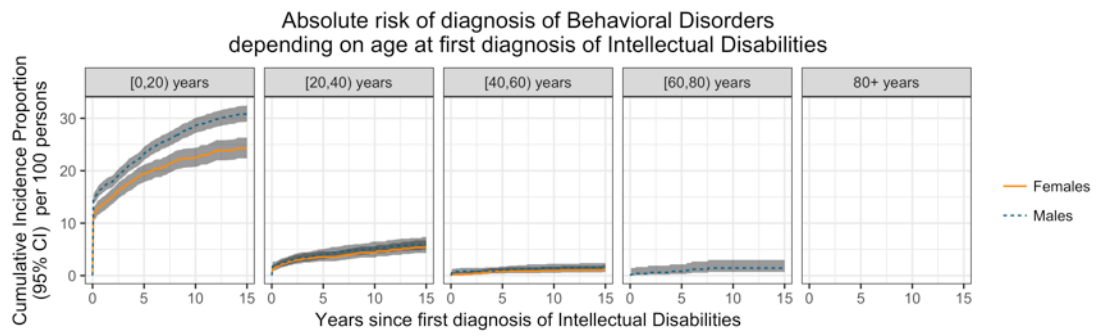 Absolute risk of diagnosis of Behavioral Disorders
depending on age at first diagnosis of Intellectual Disabilities
Cumulative Incidence Proportion
(95% CI) per 100 persons
[0,20) years
[20,40) years
[40,60) years
[60,80) years
80+ years
30
20
10
0
0 5 10 15
0 5 10 15
0 5 10 15
0 5 10 15
0 5 10 15
Years since first diagnosis of Intellectual Disabilities
Females
Males